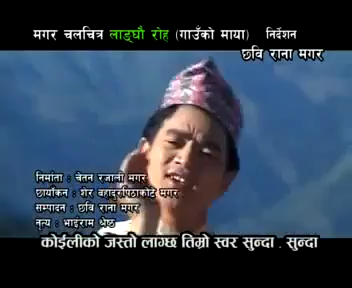 मगर चलचित्र लाङ्घौ रोह (गाउँको माया) निर्देशन
छवि राना मगर
निर्माता : चेतन रजाली मगर
छायाँकन : शेर बहादुरपिठाकोटे मगर
सम्पादन : छवि राना मगर
नृत्य : भाइराम श्रेष्ठ
कोईलीको जस्तो लाग्छ तिम्रो स्वर सुन्दा . सुन्दा